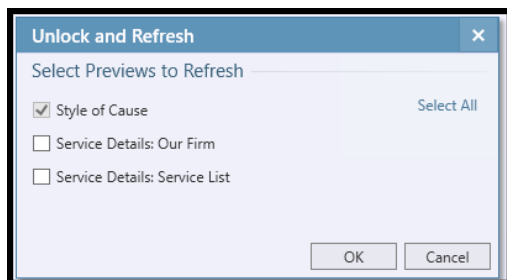 Unlock and Refresh
Select Previews to Refresh
Style of Cause
Select All
Service Details: Our Firm
Service Details: Service List
OK Cancel